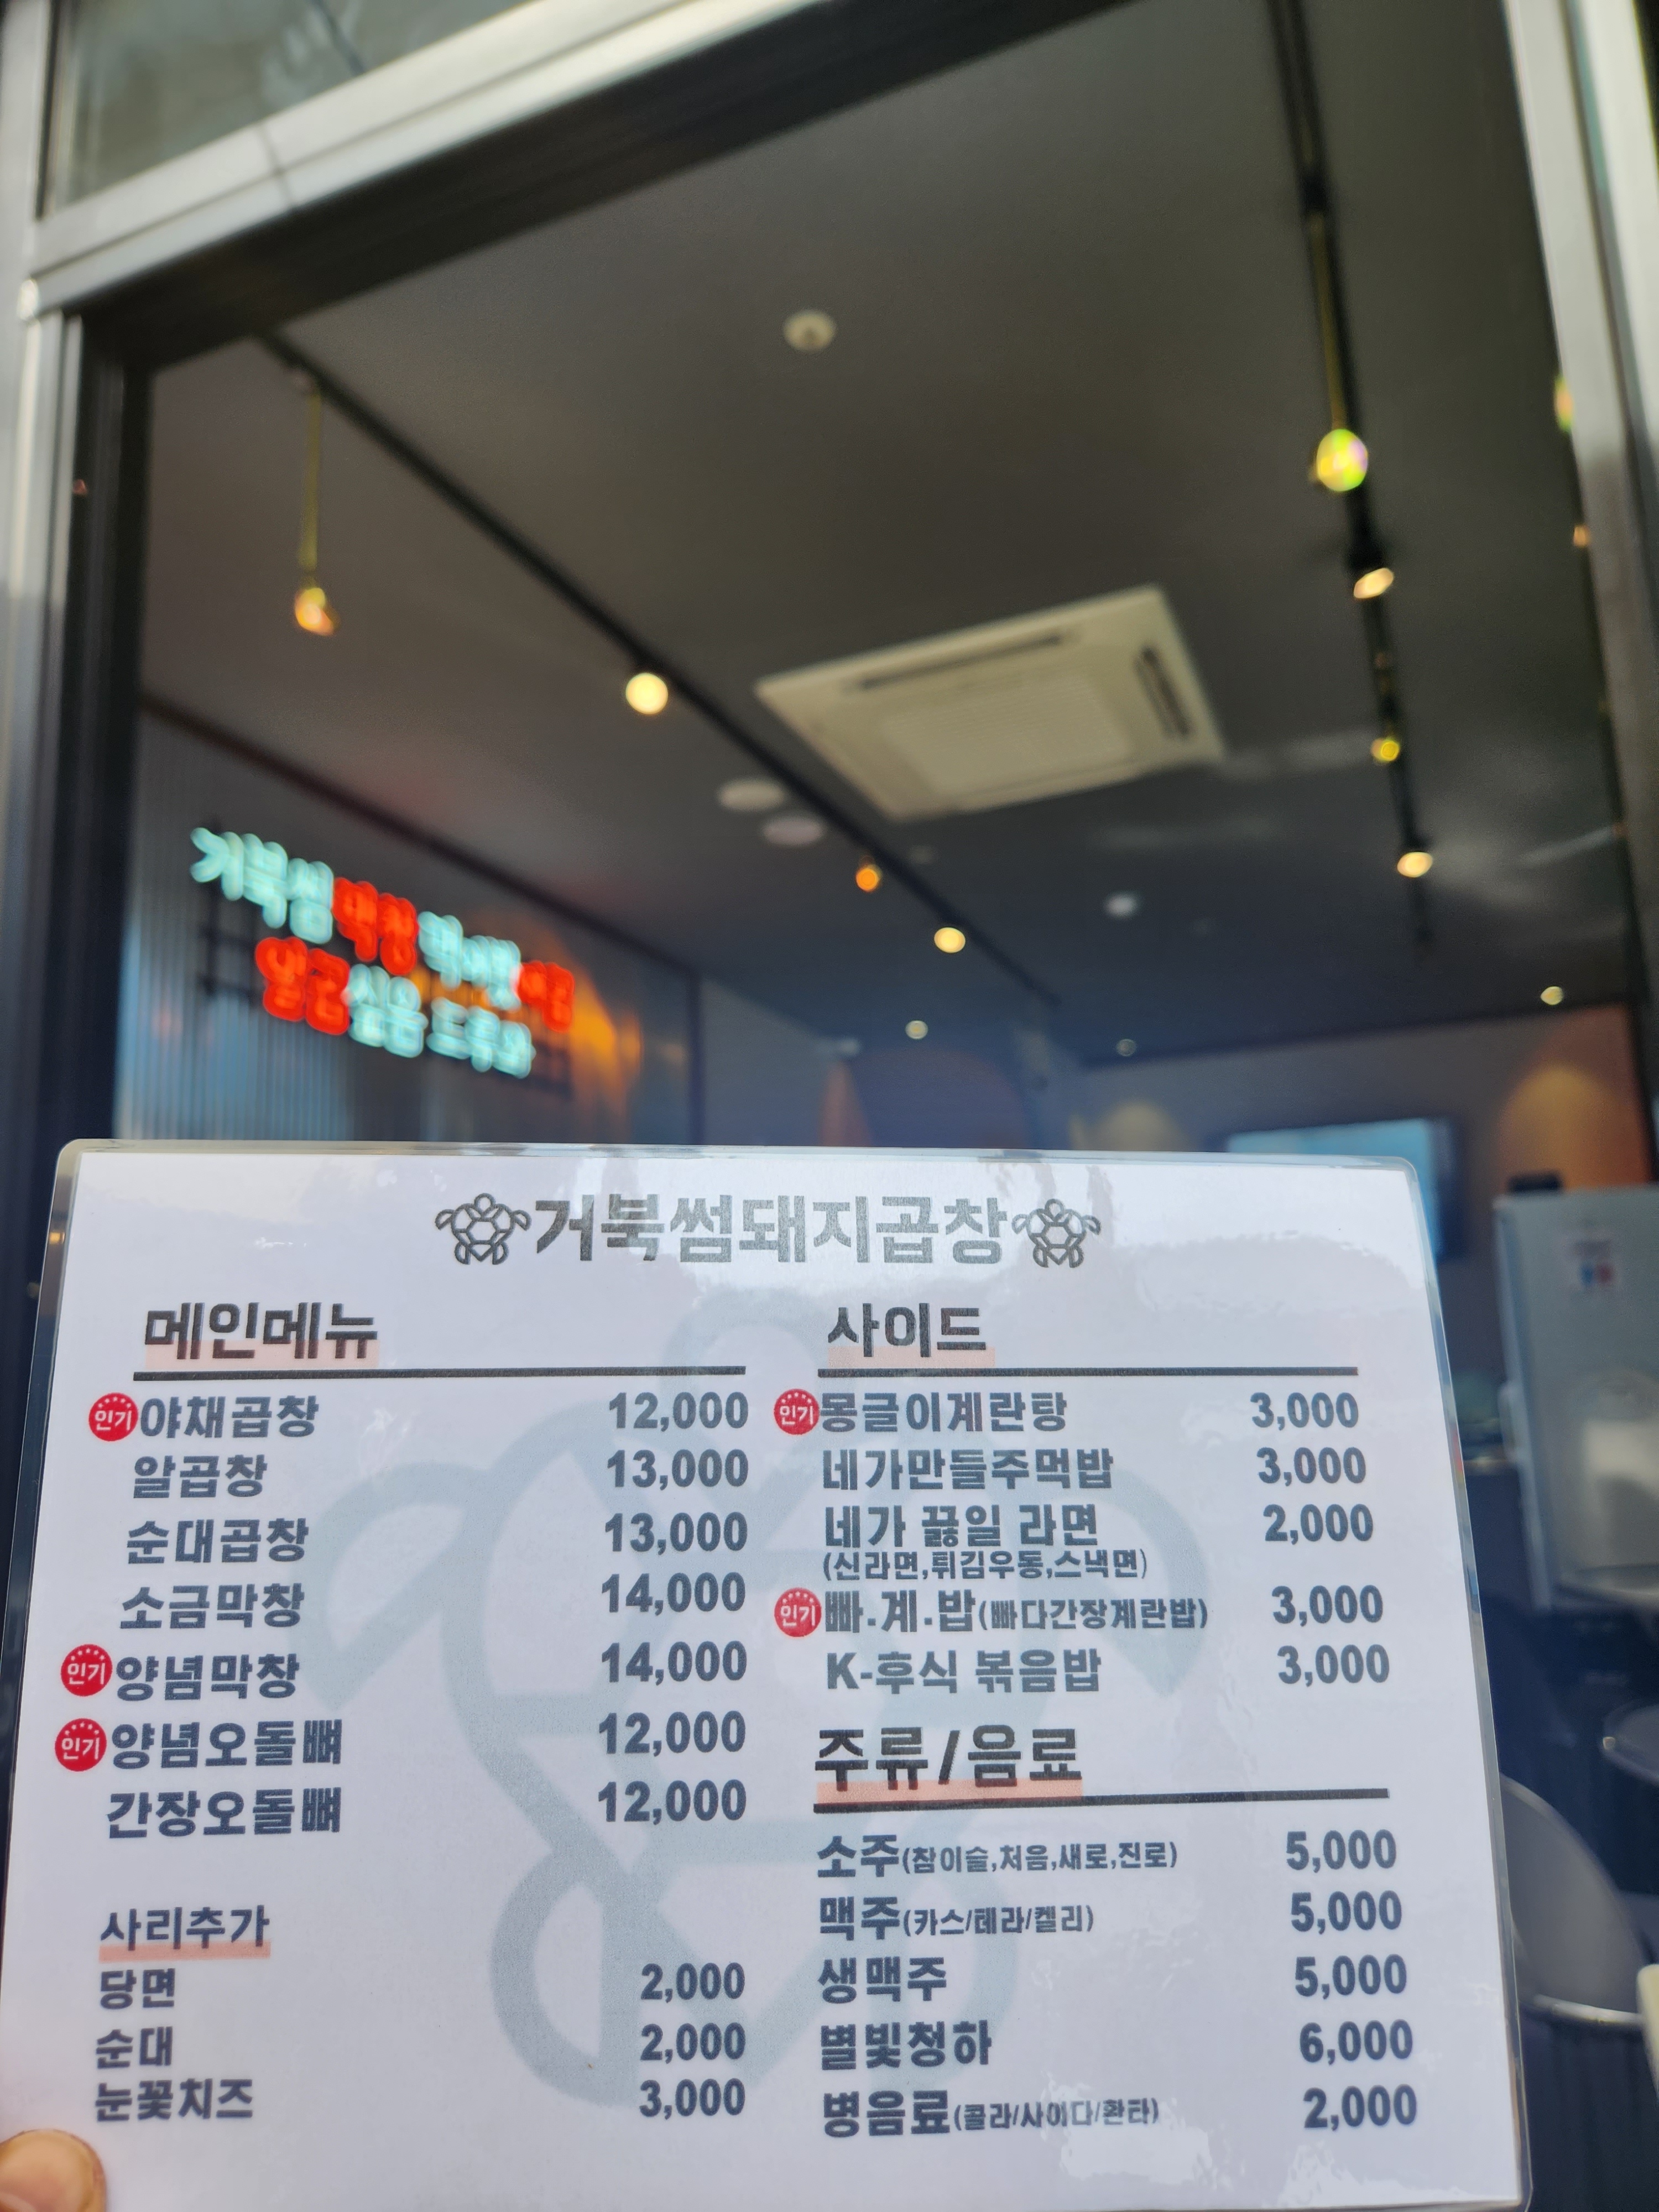 거북썸막창
얼큰
거북썸돼지곱창
메인메뉴
인기 야채곱창 12,000
알곱창 13,000
순대곱창 13,000
소금막창 14,000
인기 양념막창 14,000
인기 양념오돌뼈 12,000
간장오돌뼈 12,000
사리추가
당면 2,000
순대 2,000
눈꽃치즈 3,000
사이드
인기 몽글이계란탕 3,000
네가만들주먹밥 3,000
네가 끓일 라면 2,000
(신라면,튀김우동,스낵면)
인기 빠.계.밥(빠다간장계란밥) 3,000
K-후식 볶음밥 3,000
주류/음료
소주(참이슬,처음,새로,진로) 5,000
맥주(카스/테라/켈리) 5,000
생맥주 5,000
별빛청하 6,000
병음료(콜라/사이다/환타) 2,000